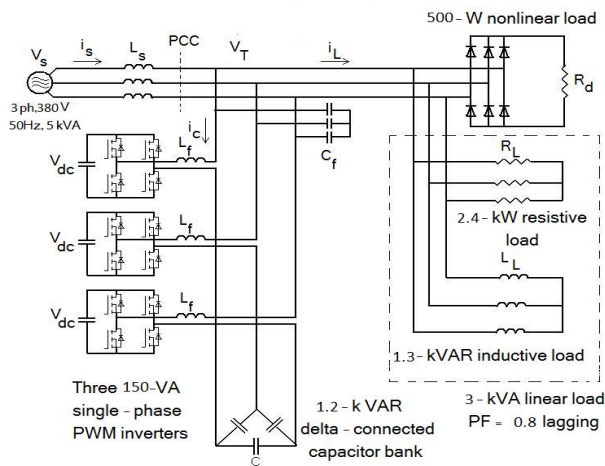 500 - W nonlinear load
V_s
i_s
L_s
PCC
V_T
i_L
R_d
3 ph,380 V
50Hz, 5 kVA
i_c
L_f
C_f
V_dc
R_L
2.4 - kW resistive
load
L_f
V_dc
L_L
L_f
V_dc
1.3 - kVAR inductive load
Three 150-VA
single - phase
PWM inverters
1.2 - k VAR
delta - connected
capacitor bank
3 - kVA linear load
PF = 0.8 lagging
C